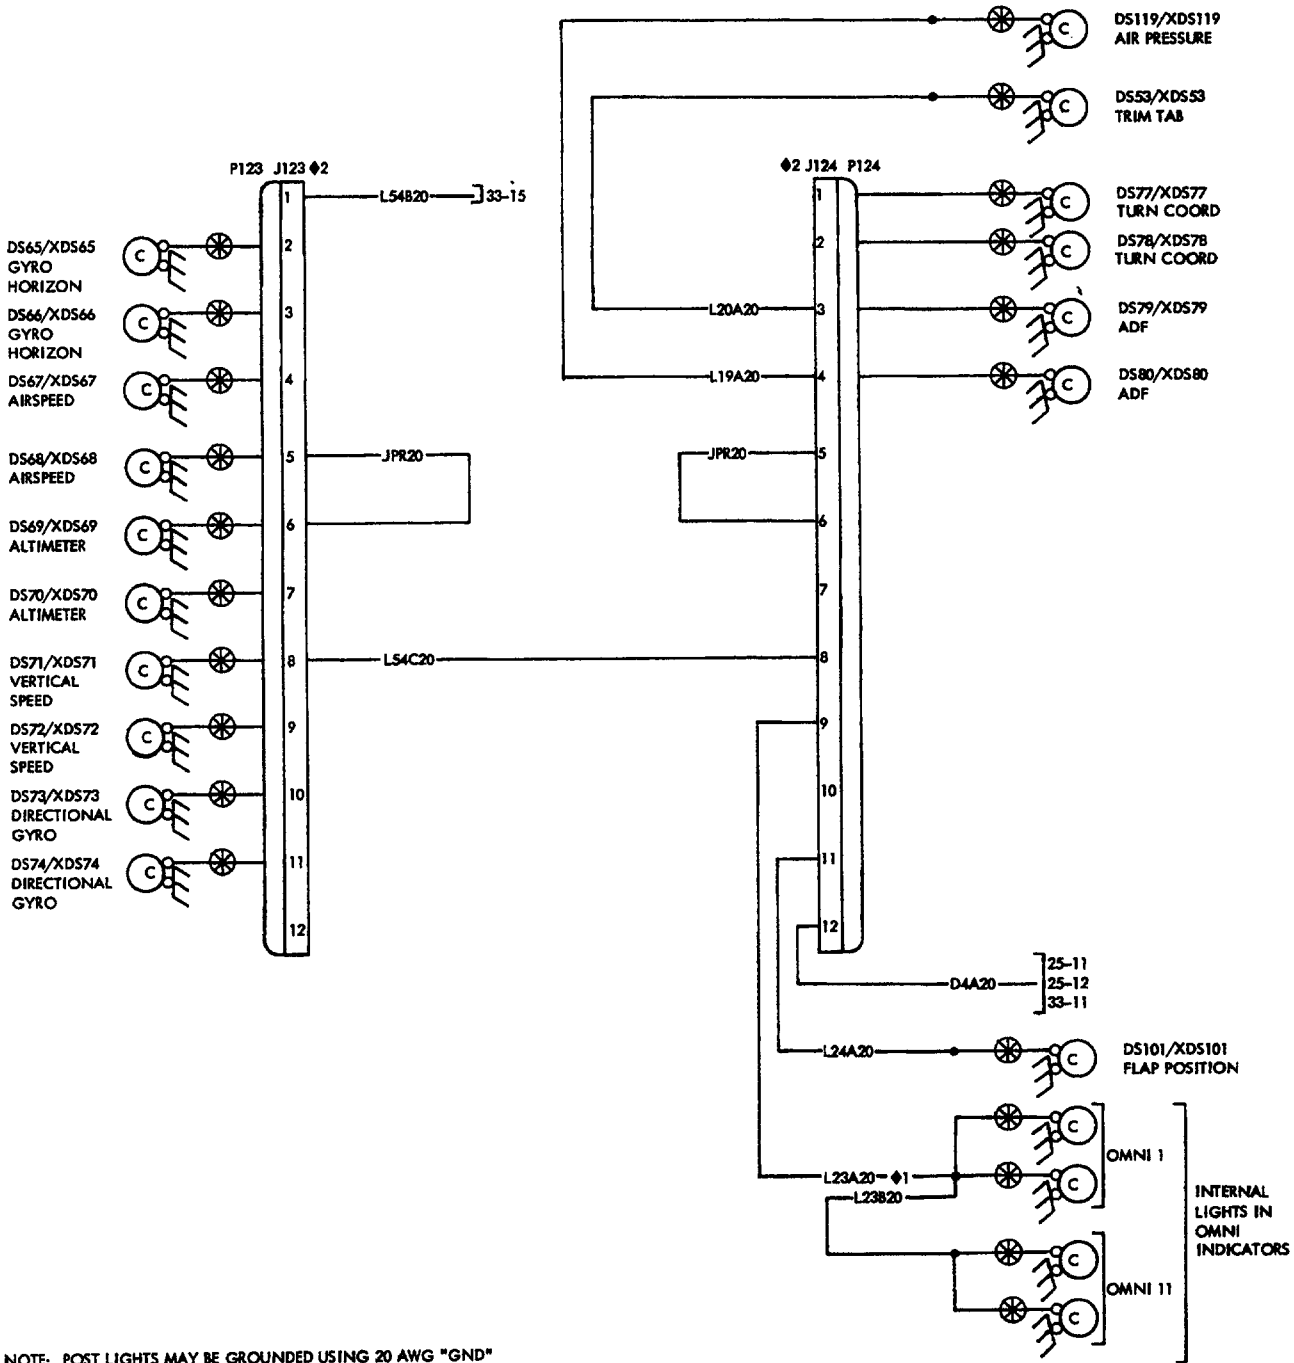 DS119/XDS119
AIR PRESSURE
DS53/XDS53
TRIM TAB
P123 J123 ♦2
1
L54B20
33-15
DS65/XDS65
GYRO
HORIZON
C
2
DS66/XDS66
GYRO
HORIZON
C
3
DS67/XDS67
AIRSPEED
C
4
DS68/XDS68
AIRSPEED
C
5
JPR20
DS69/XDS69
ALTIMETER
C
6
DS70/XDS70
ALTIMETER
C
7
DS71/XDS71
VERTICAL
SPEED
C
8
L54C20
DS72/XDS72
VERTICAL
SPEED
C
9
DS73/XDS73
DIRECTIONAL
GYRO
C
10
DS74/XDS74
DIRECTIONAL
GYRO
C
11
12
♦2 J124 P124
C
C
1
C
DS77/XDS77
TURN COORD
2
C
DS78/XDS78
TURN COORD
L20A20
3
C
DS79/XDS79
ADF
L19A20
4
C
DS80/XDS80
ADF
JPR20
5
6
7
8
9
10
11
12
D4A20
25-11
25-12
33-11
L24A20
C
DS101/XDS101
FLAP POSITION
C
L23A20 ♦1
C
OMNI 1
L23B20
C
C
OMNI 11
INTERNAL
LIGHTS IN
OMNI
INDICATORS
NOTE: POST LIGHTS MAY BE GROUNDED USING 20 AWG "GND"